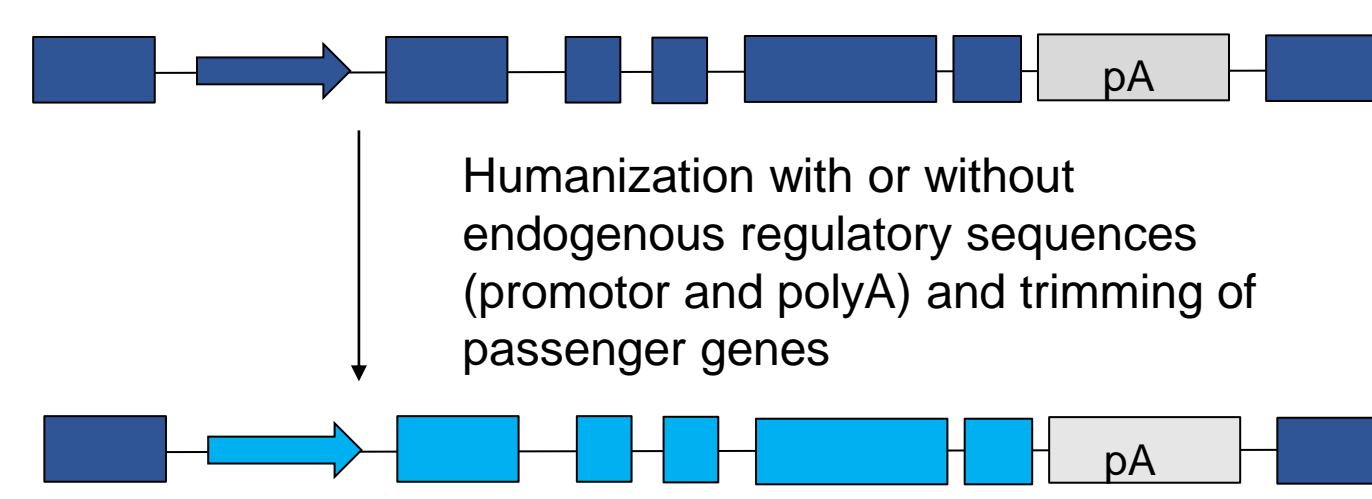 pA
Humanization with or without
endogenous regulatory sequences
(promotor and polyA) and trimming of
passenger genes
pA